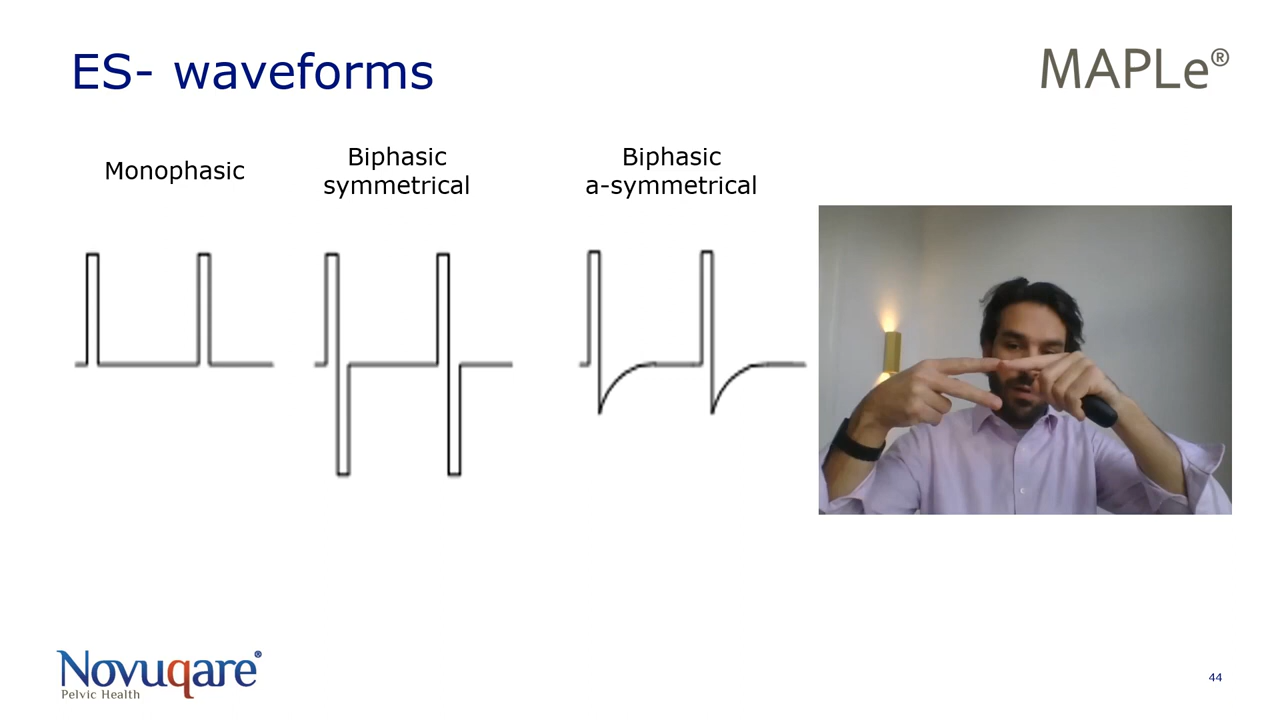 ES- waveforms
MAPLe®
Monophasic
Biphasic
symmetrical
Biphasic
a-symmetrical
Novuqare®
Pelvic Health
44